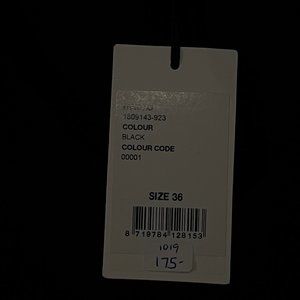 1809143-923
COLOUR
BLACK
COLOUR CODE
00001
SIZE 36
8 719784 128153
1019
175-